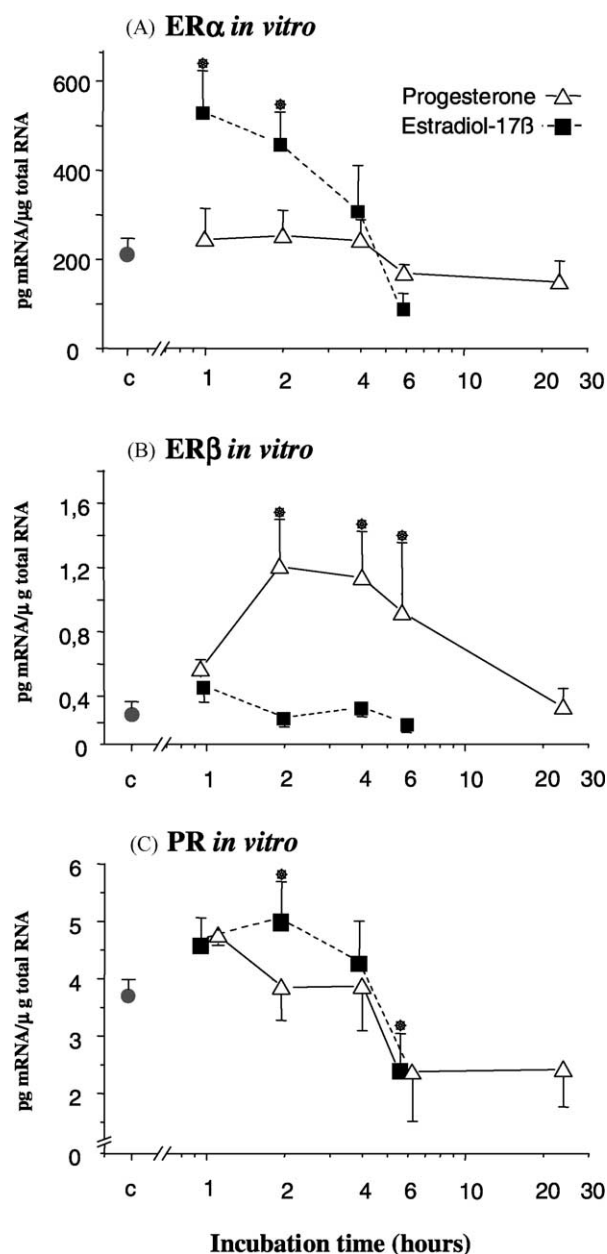 (A) ERα in vitro
600
400
200
0
pg mRNA/µg total RNA
Progesterone
Estradiol-17ß
c 1 2 4 6 10 20 30
(B) ERβ in vitro
1,6
1,2
0,8
0,4
0
pg mRNA/µ g total RNA
c 1 2 4 6 10 20 30
(C) PR in vitro
6
5
4
3
2
0
pg mRNA/µ g total RNA
c 1 2 4 6 10 20 30
Incubation time (hours)